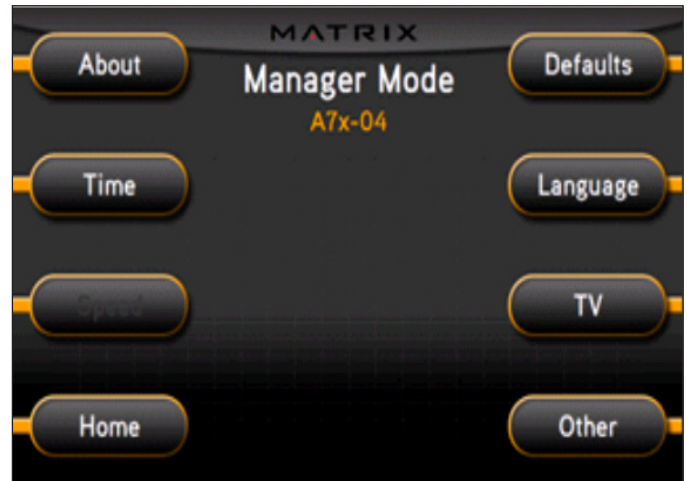 MATRIX
Manager Mode
A7x-04
About
Defaults
Time
Language
Speed
TV
Home
Other